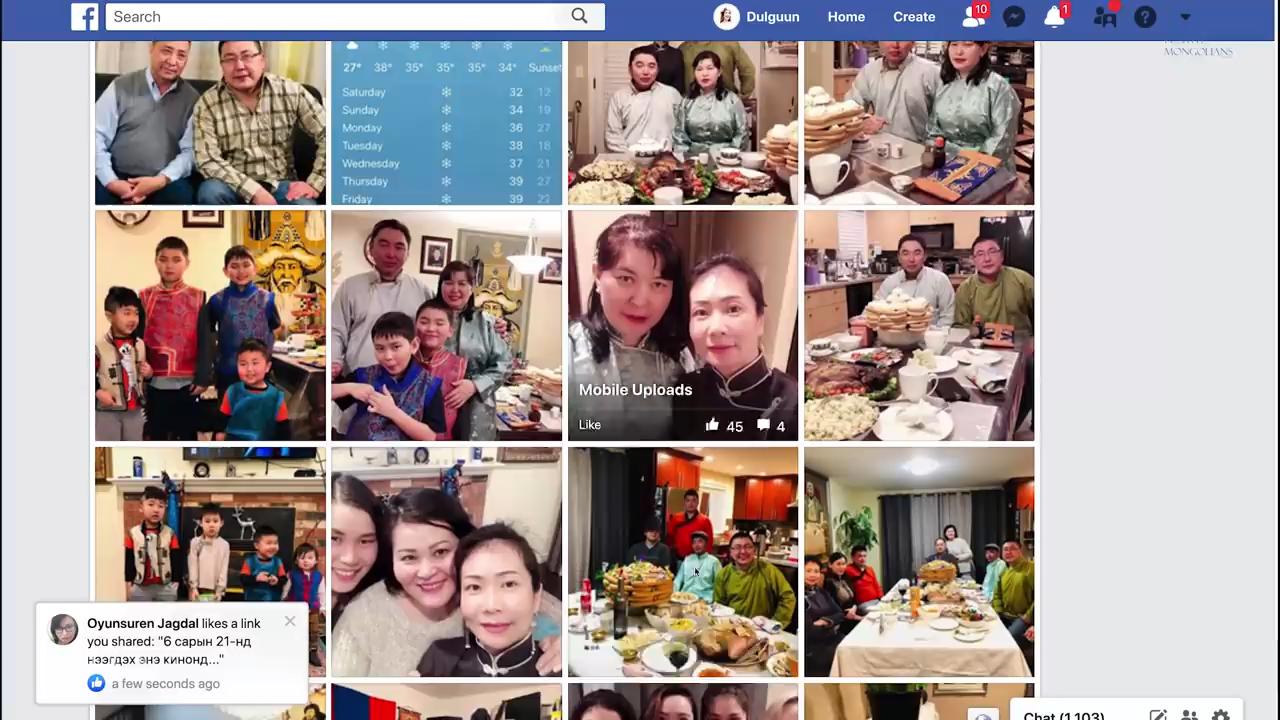 Search
Dulguun
Home
Create
10
1
MONGOLIANS
27° 38° 35° 35° 35° 34° Sunset
Saturday 32 12
Sunday 34 19
Monday 36 27
Tuesday 38 18
Wednesday 37 21
Thursday 39 27
Friday 39 22
Mobile Uploads
Like 45 4
Oyunsuren Jagdal likes a link
you shared: "6 сарын 21-нд
нээгдэх энэ кинонд..."
a few seconds ago
Chat (1,103)